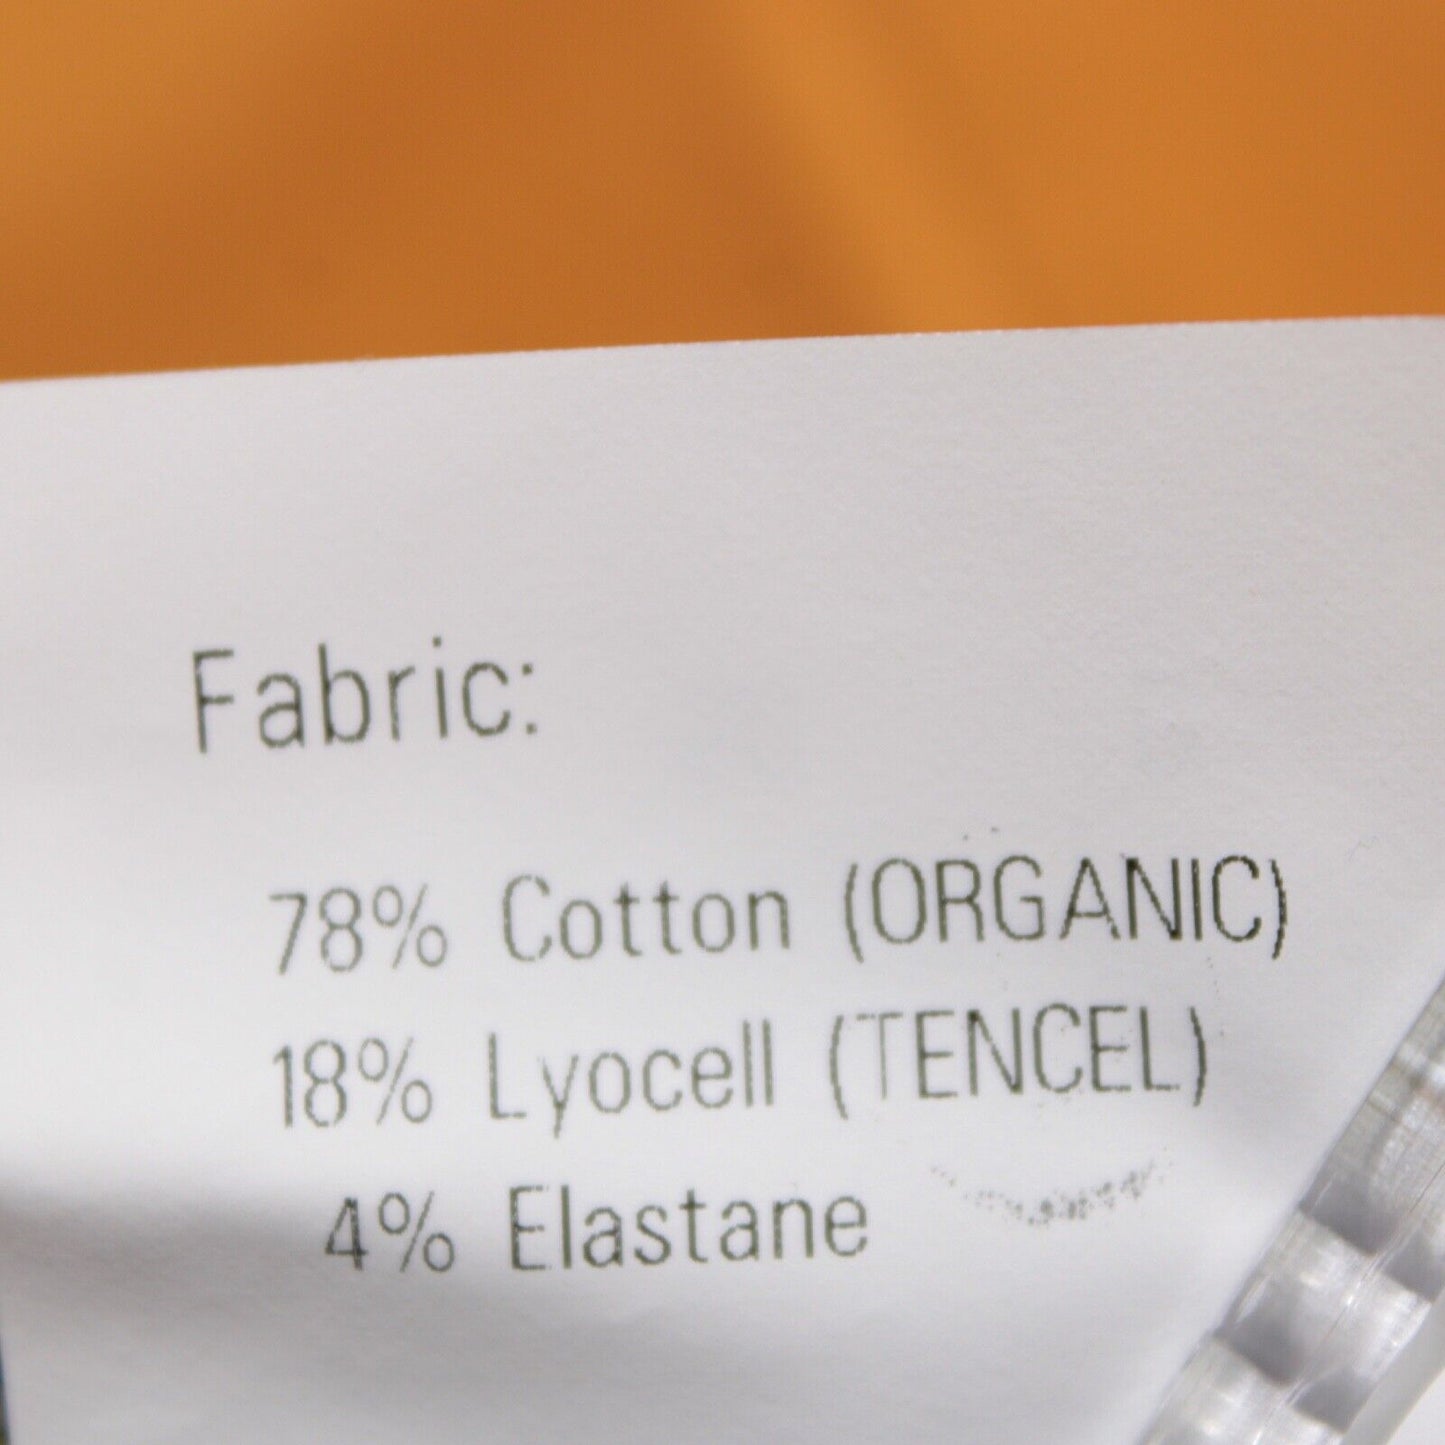 Fabric:
78% Cotton (ORGANIC)
18% Lyocell (TENCEL)
4% Elastane